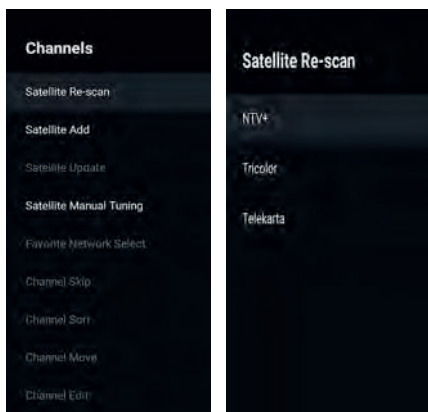 Channels
Satellite Re-scan
Satellite Add
Satellite Update
Satellite Manual Tuning
Favorite Network Select
Channel Skip
Channel Sort
Channel Move
Channel Edit
Satellite Re-scan
NTV+
Tricolor
Telekarta